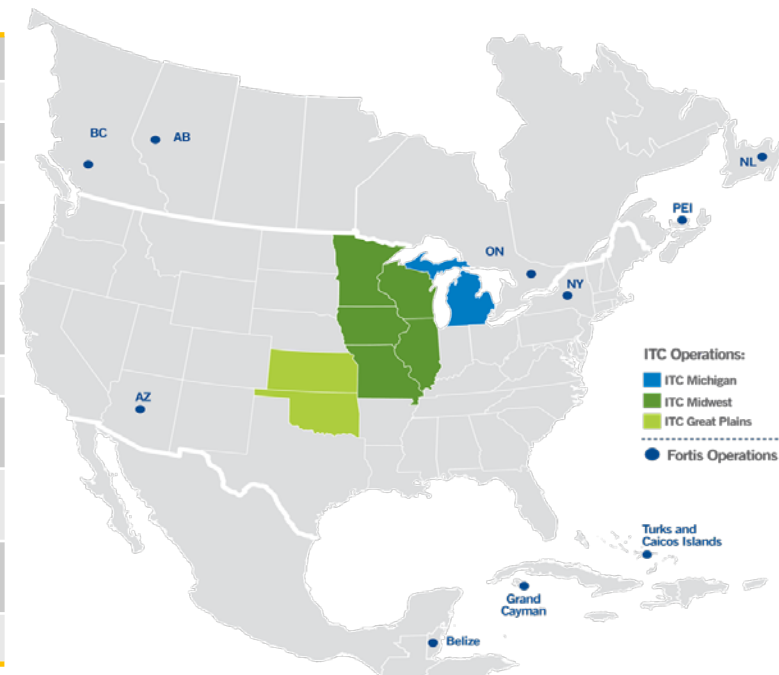 BC
AB
NL
PEI
ON
NY
ITC Operations:
ITC Michigan
ITC Midwest
ITC Great Plains
AZ
Fortis Operations
Turks and
Caicos Islands
Grand
Cayman
Belize